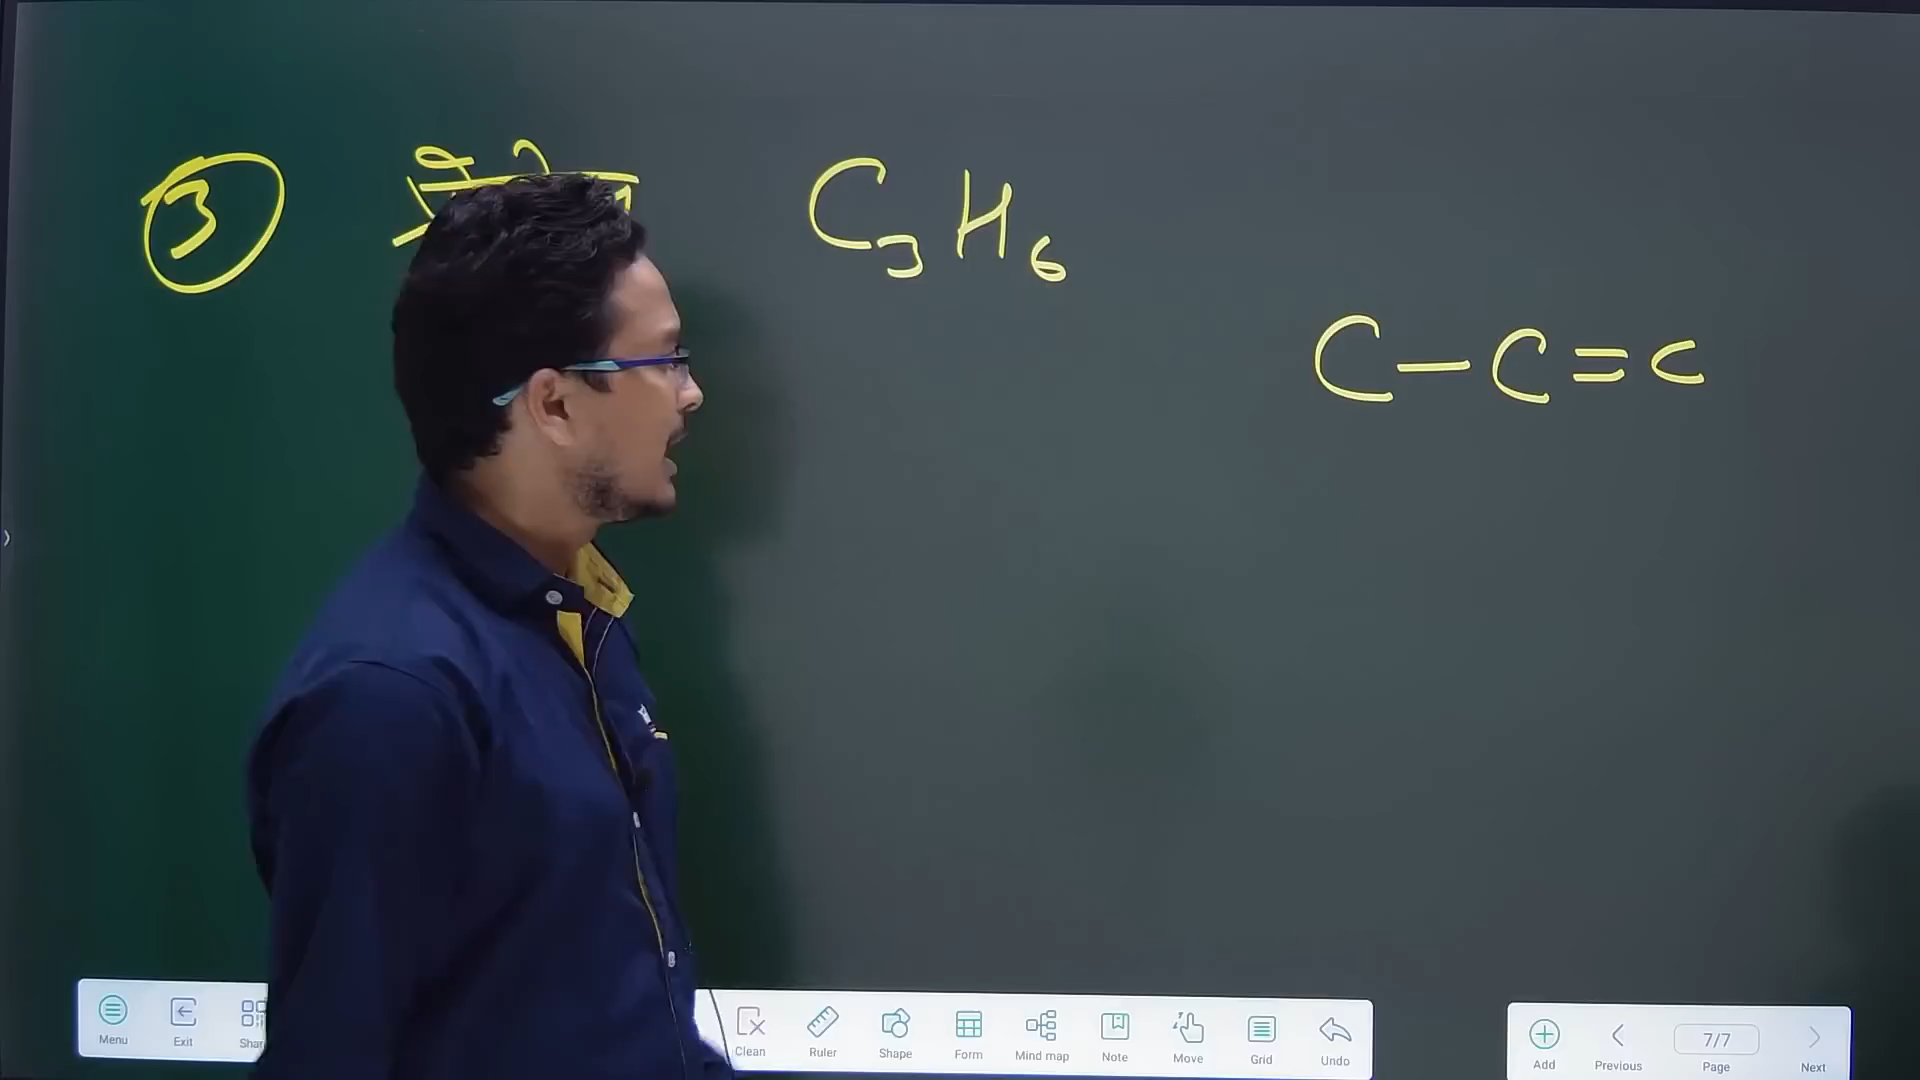 3 C₃H₆
C – C = C
Menu Exit Clean Ruler Shape Form Mind map Note Move Grid Undo Add Previous 7/7 Page Next